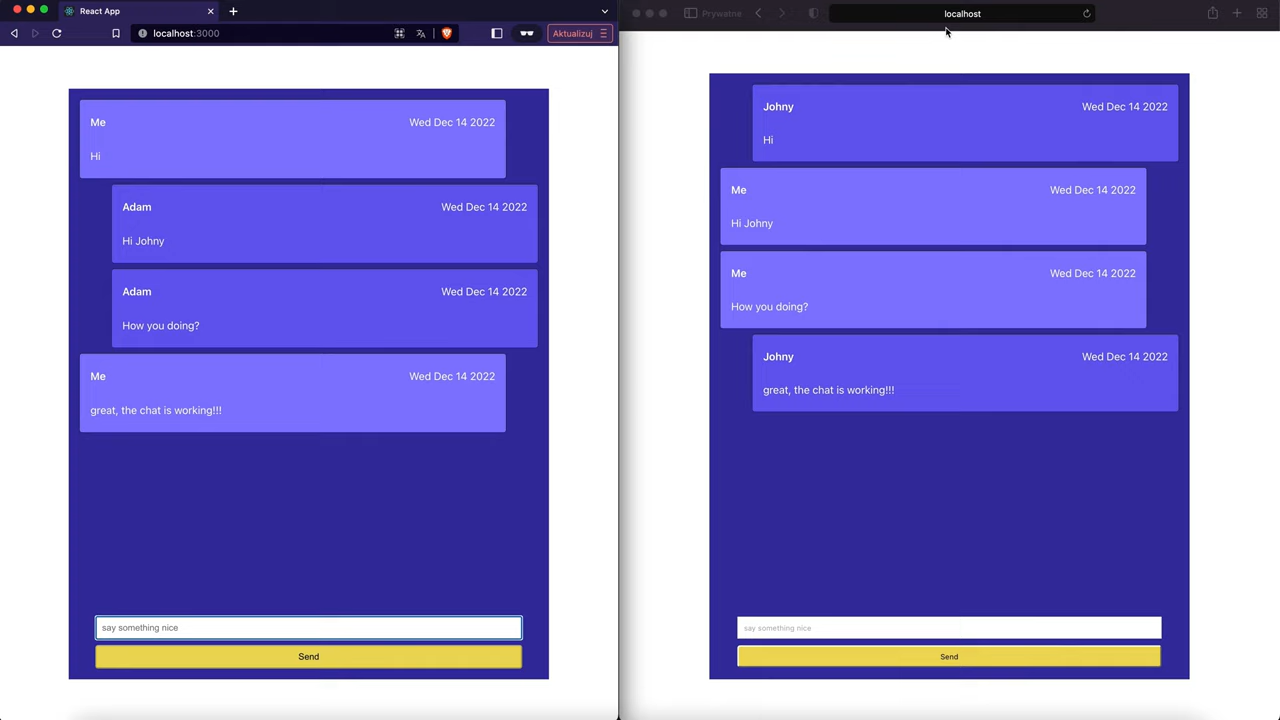 React App
localhost:3000
Aktualizuj
Me
Wed Dec 14 2022
Hi
Adam
Wed Dec 14 2022
Hi Johny
Adam
Wed Dec 14 2022
How you doing?
Me
Wed Dec 14 2022
great, the chat is working!!!
say something nice
Send
Prywatne
localhost
Johny
Wed Dec 14 2022
Hi
Me
Wed Dec 14 2022
Hi Johny
Me
Wed Dec 14 2022
How you doing?
Johny
Wed Dec 14 2022
great, the chat is working!!!
say something nice
Send